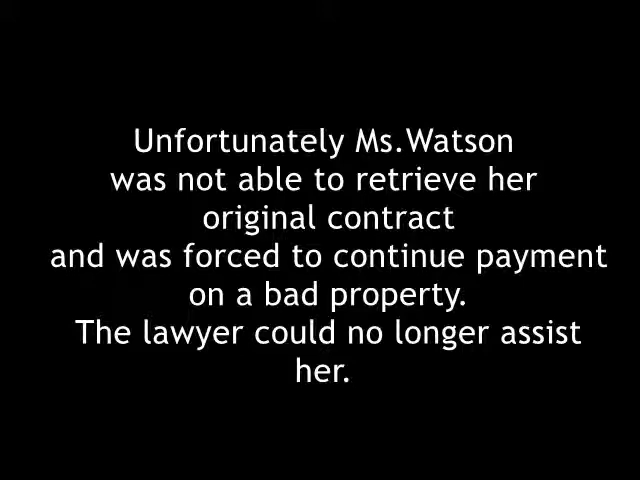 Unfortunately Ms.Watson
was not able to retrieve her
original contract
and was forced to continue payment
on a bad property.
The lawyer could no longer assist
her.